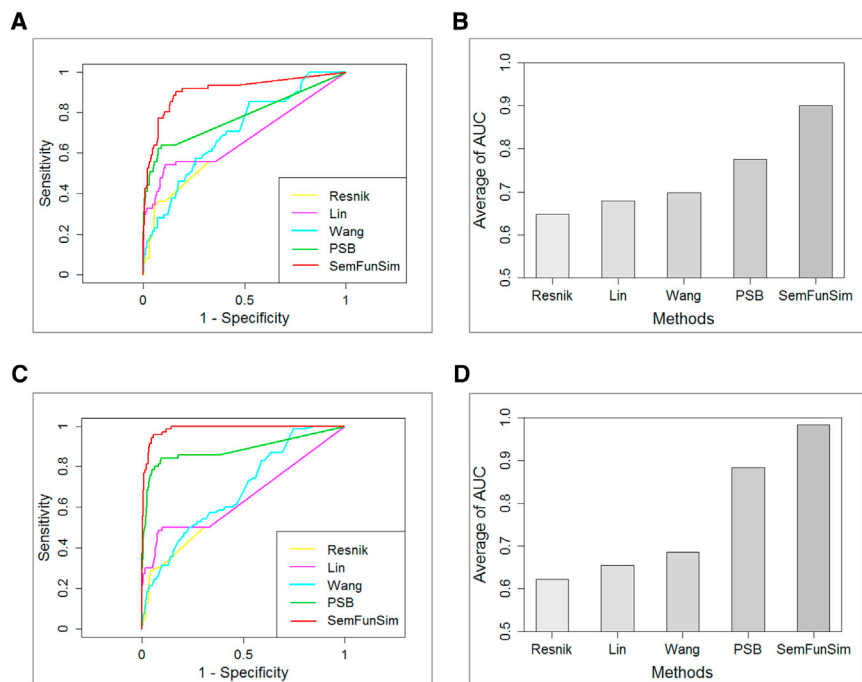 A
Sensitivity
1
0.8
0.6
0.4
0.2
0
0
0.5
1
1 - Specificity
Resnik
Lin
Wang
PSB
SemFunSim
B
Average of AUC
1.0
0.9
0.8
0.7
0.6
0.5
Resnik
Lin
Wang
PSB
SemFunSim
Methods
C
Sensitivity
1
0.8
0.6
0.4
0.2
0
0
0.5
1
1 - Specificity
Resnik
Lin
Wang
PSB
SemFunSim
D
Average of AUC
1.0
0.9
0.8
0.7
0.6
0.5
Resnik
Lin
Wang
PSB
SemFunSim
Methods